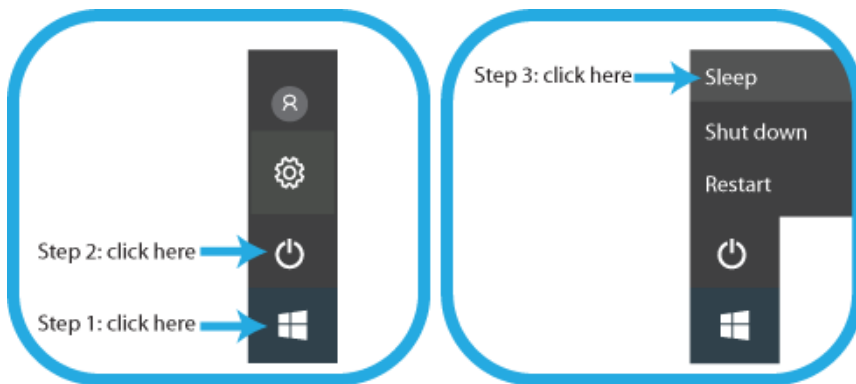 Step 2: click here
Step 1: click here
Step 3: click here
Sleep
Shut down
Restart